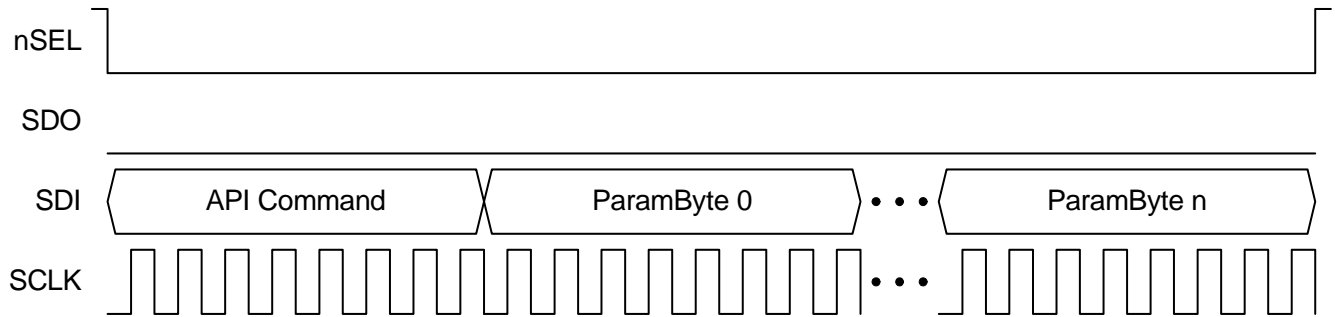 nSEL
SDO
SDI API Command ParamByte 0 ParamByte n
SCLK